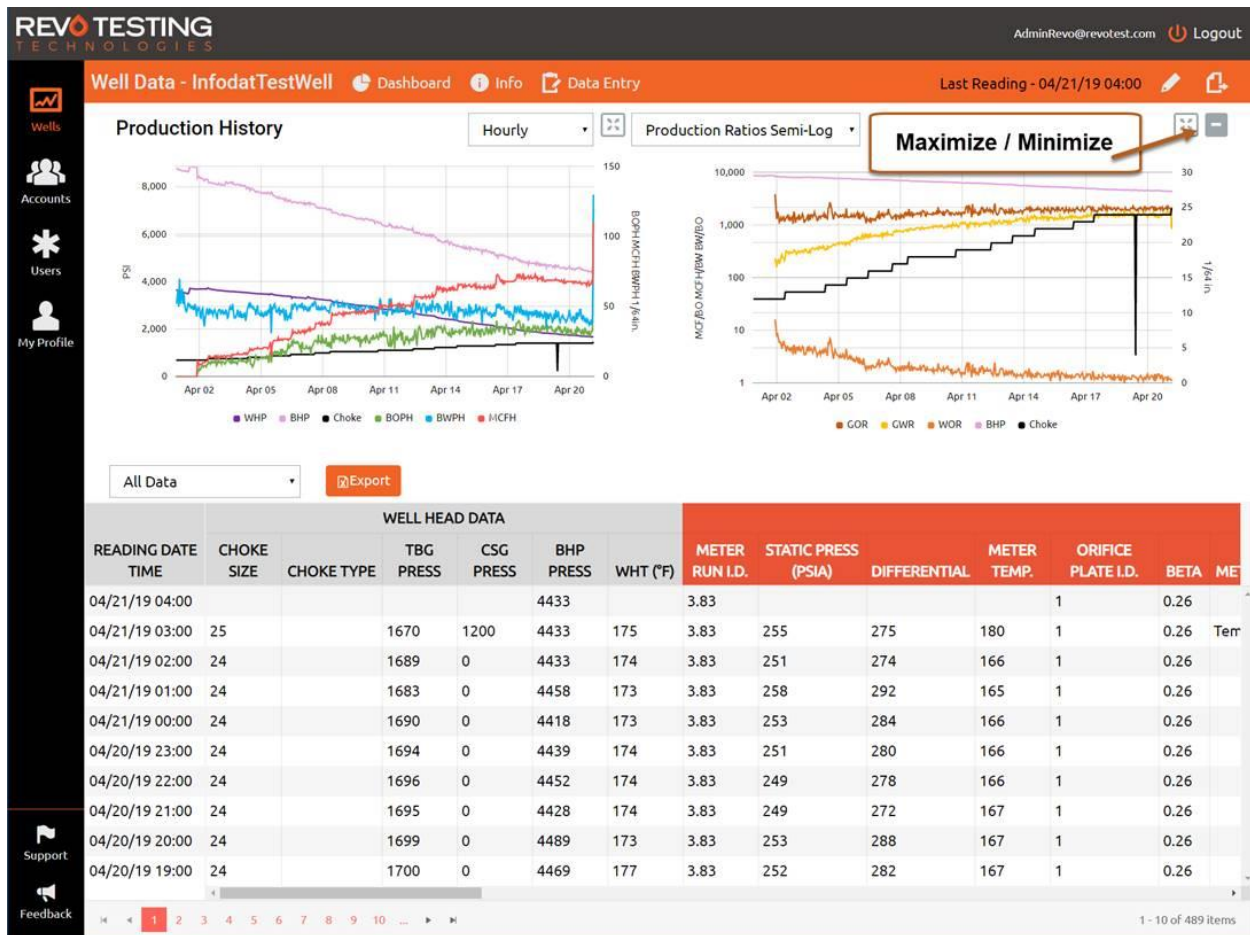 REVO TESTING
TECHNOLOGIES
AdminRevo@revotest.com Logout
Well Data - InfodatTestWell Dashboard Info Data Entry Last Reading - 04/21/19 04:00
Wells
Accounts
Users
My Profile
Support
Feedback
Production History Hourly Production Ratios Semi-Log Maximize / Minimize
8,000
6,000
4,000
2,000
0
PSI
150
100
50
0
BOPH MCFH BWPH 1/64in.
Apr 02 Apr 05 Apr 08 Apr 11 Apr 14 Apr 17 Apr 20
WHP BHP Choke BOPH BWPH MCFH
10,000
1,000
100
10
1
MCF/BO MCFH/BW BW/BO
30
25
20
15
10
5
0
1/64 in.
Apr 02 Apr 05 Apr 08 Apr 11 Apr 14 Apr 17 Apr 20
GOR GWR WOR BHP Choke
All Data Export
WELL HEAD DATA
READING DATE TIME CHOKE SIZE CHOKE TYPE TBG PRESS CSG PRESS BHP PRESS WHT (°F) METER RUN I.D. STATIC PRESS (PSIA) DIFFERENTIAL METER TEMP. ORIFICE PLATE I.D. BETA MET
04/21/19 04:00 4433 3.83 1 0.26
04/21/19 03:00 25 1670 1200 4433 175 3.83 255 275 180 1 0.26 Tem
04/21/19 02:00 24 1689 0 4433 174 3.83 251 274 166 1 0.26
04/21/19 01:00 24 1683 0 4458 173 3.83 258 292 165 1 0.26
04/21/19 00:00 24 1690 0 4418 173 3.83 253 284 166 1 0.26
04/20/19 23:00 24 1694 0 4439 174 3.83 251 280 166 1 0.26
04/20/19 22:00 24 1696 0 4452 174 3.83 249 278 166 1 0.26
04/20/19 21:00 24 1695 0 4428 174 3.83 249 272 167 1 0.26
04/20/19 20:00 24 1699 0 4489 173 3.83 253 288 167 1 0.26
04/20/19 19:00 24 1700 0 4469 177 3.83 252 282 167 1 0.26
1 2 3 4 5 6 7 8 9 10 ... 1 - 10 of 489 items